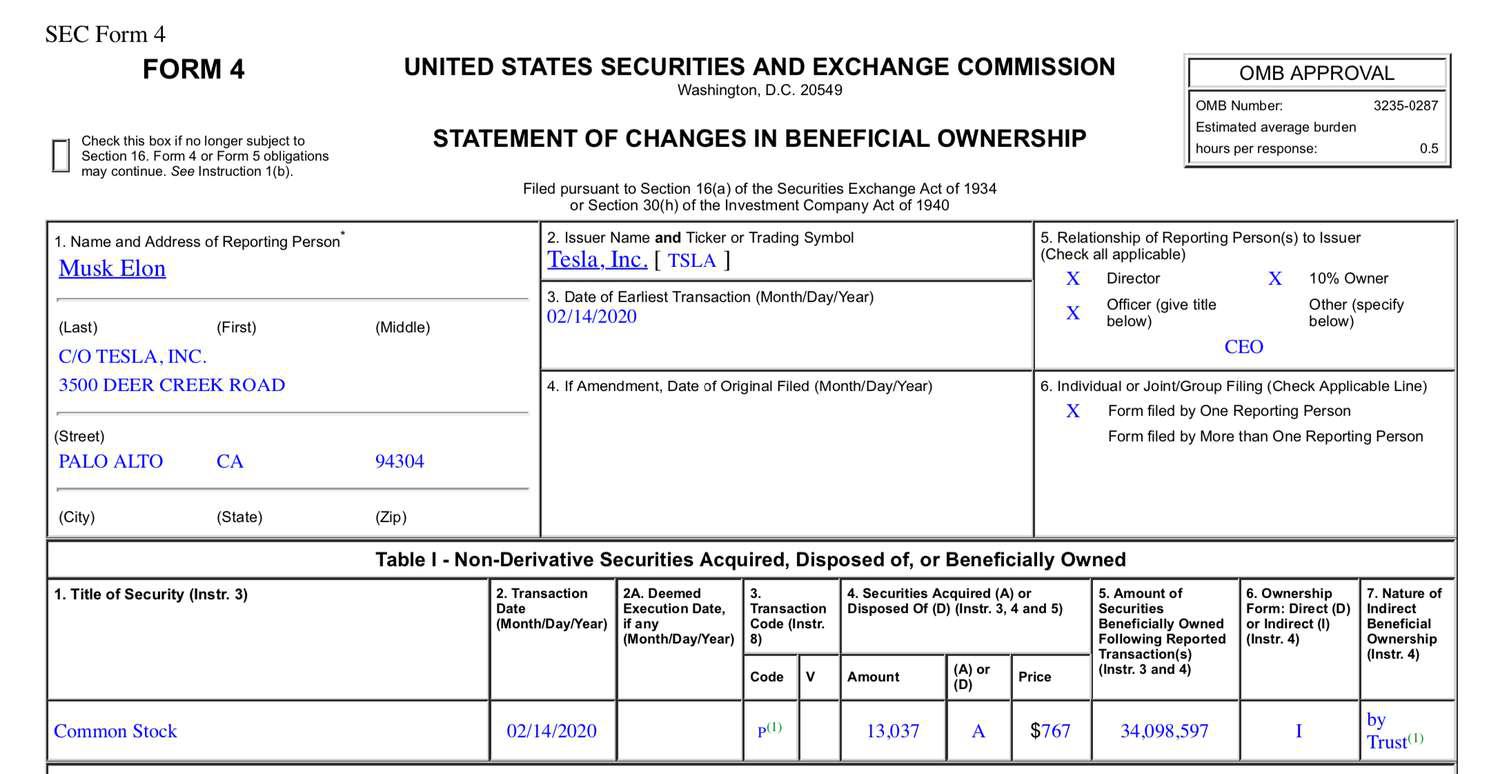 SEC Form 4
FORM 4
UNITED STATES SECURITIES AND EXCHANGE COMMISSION
Washington, D.C. 20549
STATEMENT OF CHANGES IN BENEFICIAL OWNERSHIP
Filed pursuant to Section 16(a) of the Securities Exchange Act of 1934
or Section 30(h) of the Investment Company Act of 1940
OMB APPROVAL
OMB Number: 3235-0287
Estimated average burden
hours per response: 0.5
Check this box if no longer subject to
Section 16. Form 4 or Form 5 obligations
may continue. See Instruction 1(b).
1. Name and Address of Reporting Person*
Musk Elon
(Last) (First) (Middle)
C/O TESLA, INC.
3500 DEER CREEK ROAD
(Street)
PALO ALTO CA 94304
(City) (State) (Zip)
2. Issuer Name and Ticker or Trading Symbol
Tesla, Inc. [ TSLA ]
3. Date of Earliest Transaction (Month/Day/Year)
02/14/2020
4. If Amendment, Date of Original Filed (Month/Day/Year)
5. Relationship of Reporting Person(s) to Issuer
(Check all applicable)
X Director X 10% Owner
X Officer (give title
below)
Other (specify
below)
CEO
6. Individual or Joint/Group Filing (Check Applicable Line)
X Form filed by One Reporting Person
Form filed by More than One Reporting Person
Table I - Non-Derivative Securities Acquired, Disposed of, or Beneficially Owned
1. Title of Security (Instr. 3)
2. Transaction
Date
(Month/Day/Year)
2A. Deemed
Execution Date,
if any
(Month/Day/Year)
3.
Transaction
Code (Instr.
8)
4. Securities Acquired (A) or
Disposed Of (D) (Instr. 3, 4 and 5)
5. Amount of
Securities
Beneficially Owned
Following Reported
Transaction(s)
(Instr. 3 and 4)
6. Ownership
Form: Direct (D)
or Indirect (I)
(Instr. 4)
7. Nature of
Indirect
Beneficial
Ownership
(Instr. 4)
Code V Amount
(A) or
(D)
Price
Common Stock 02/14/2020 P(1) 13,037 A $767 34,098,597 I
by
Trust(1)